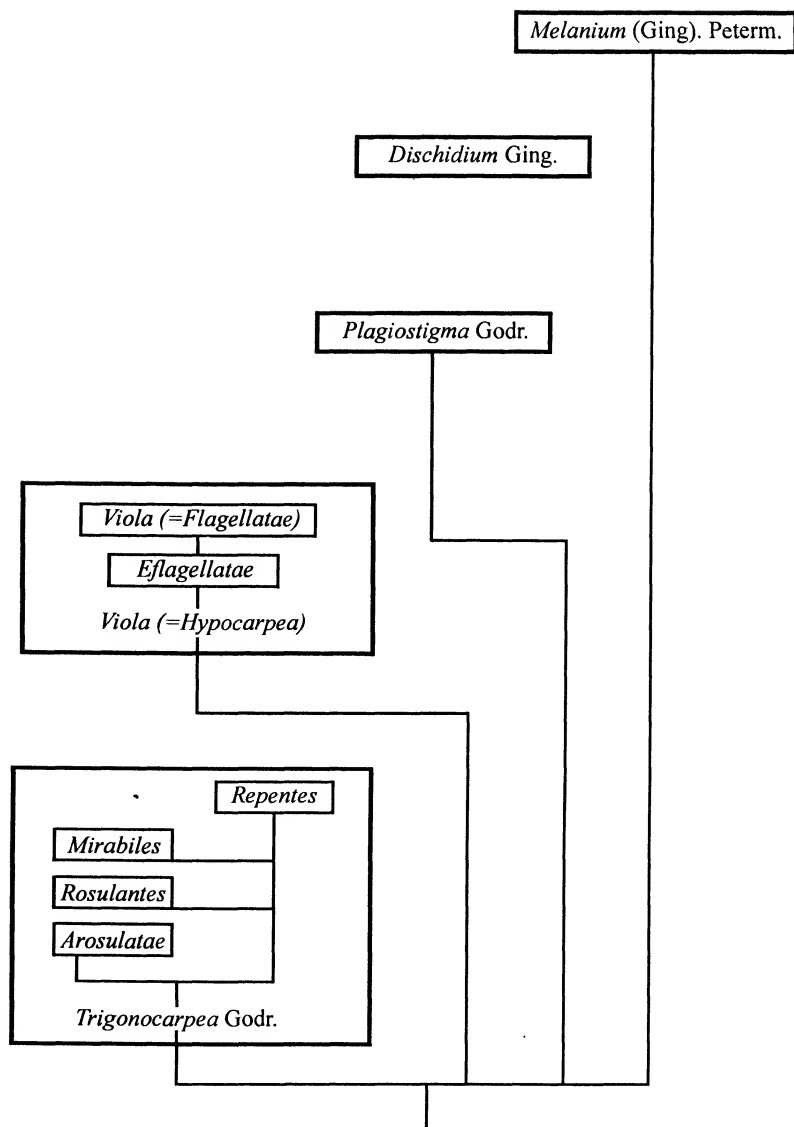 Melanium (Ging). Peterm.
Dischidium Ging.
Plagiostigma Godr.
Viola (=Flagellatae)
Eflagellatae
Viola (=Hypocarpea)
Repentes
Mirabiles
Rosulantes
Arosulatae
Trigonocarpea Godr.